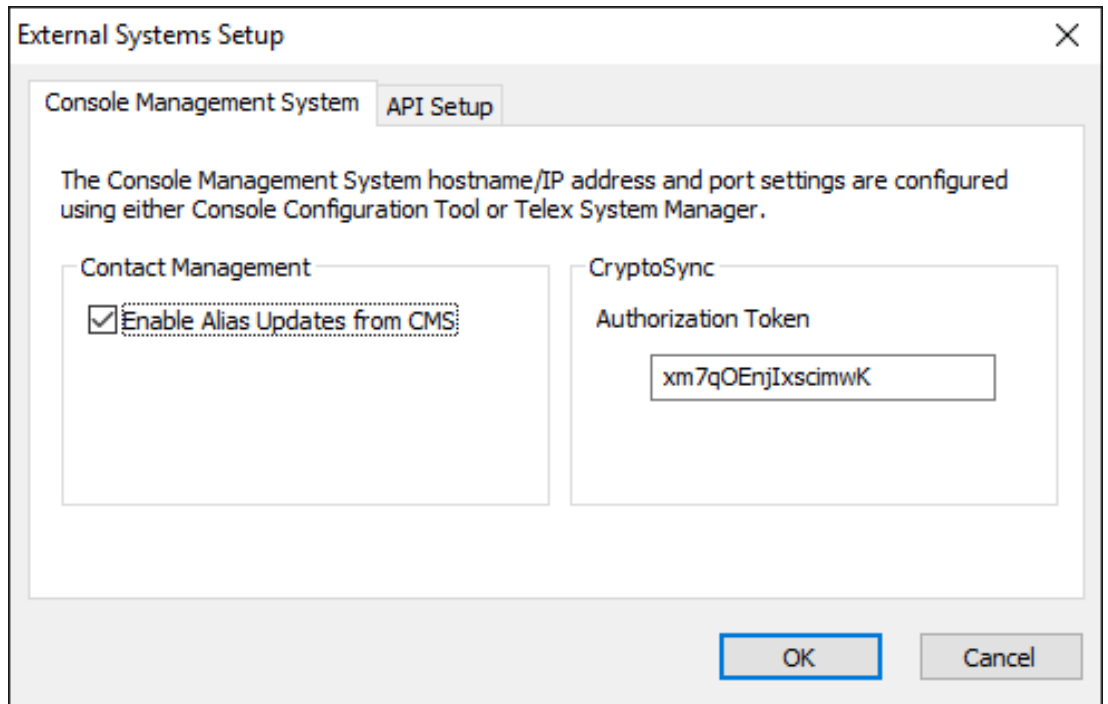 External Systems Setup
Console Management System
API Setup
The Console Management System hostname/IP address and port settings are configured
using either Console Configuration Tool or Telex System Manager.
Contact Management
Enable Alias Updates from CMS
CryptoSync
Authorization Token
xm7qOEnjIxscimwK
OK
Cancel